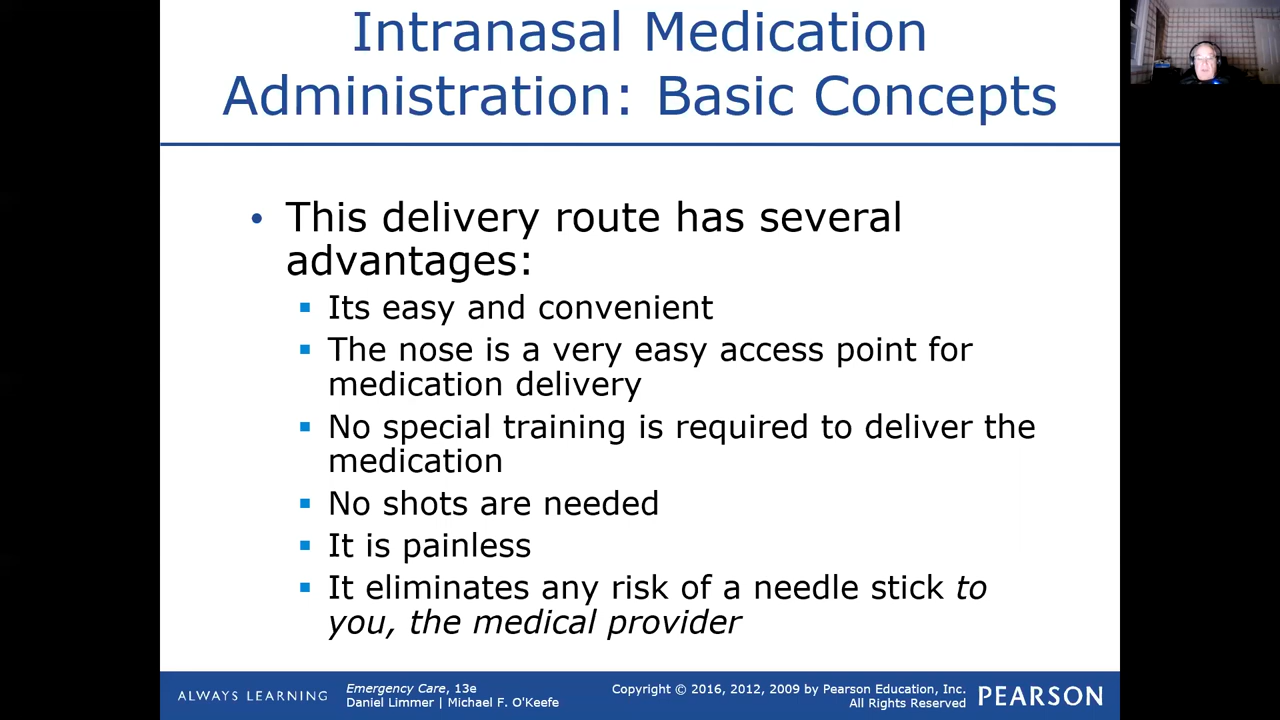 Intranasal Medication
Administration: Basic Concepts
• This delivery route has several
advantages:
▪ Its easy and convenient
▪ The nose is a very easy access point for
medication delivery
▪ No special training is required to deliver the
medication
▪ No shots are needed
▪ It is painless
▪ It eliminates any risk of a needle stick to
you, the medical provider
ALWAYS LEARNING
Emergency Care, 13e
Daniel Limmer | Michael F. O'Keefe
Copyright © 2016, 2012, 2009 by Pearson Education, Inc.
All Rights Reserved
PEARSON